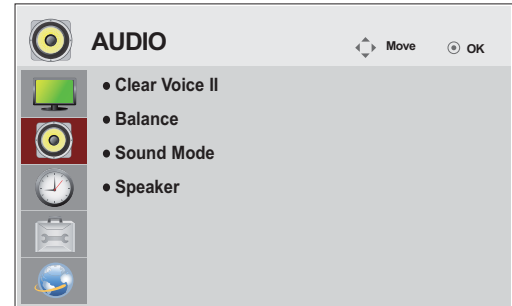 AUDIO
Move
OK
● Clear Voice II
● Balance
● Sound Mode
● Speaker